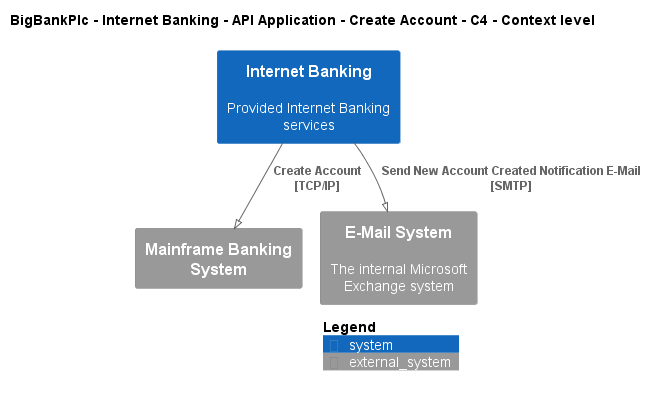 BigBankPlc - Internet Banking - API Application - Create Account - C4 - Context level
Internet Banking
Provided Internet Banking
services
Create Account
[TCP/IP]
Send New Account Created Notification E-Mail
[SMTP]
Mainframe Banking
System
E-Mail System
The internal Microsoft
Exchange system
Legend
system
external_system